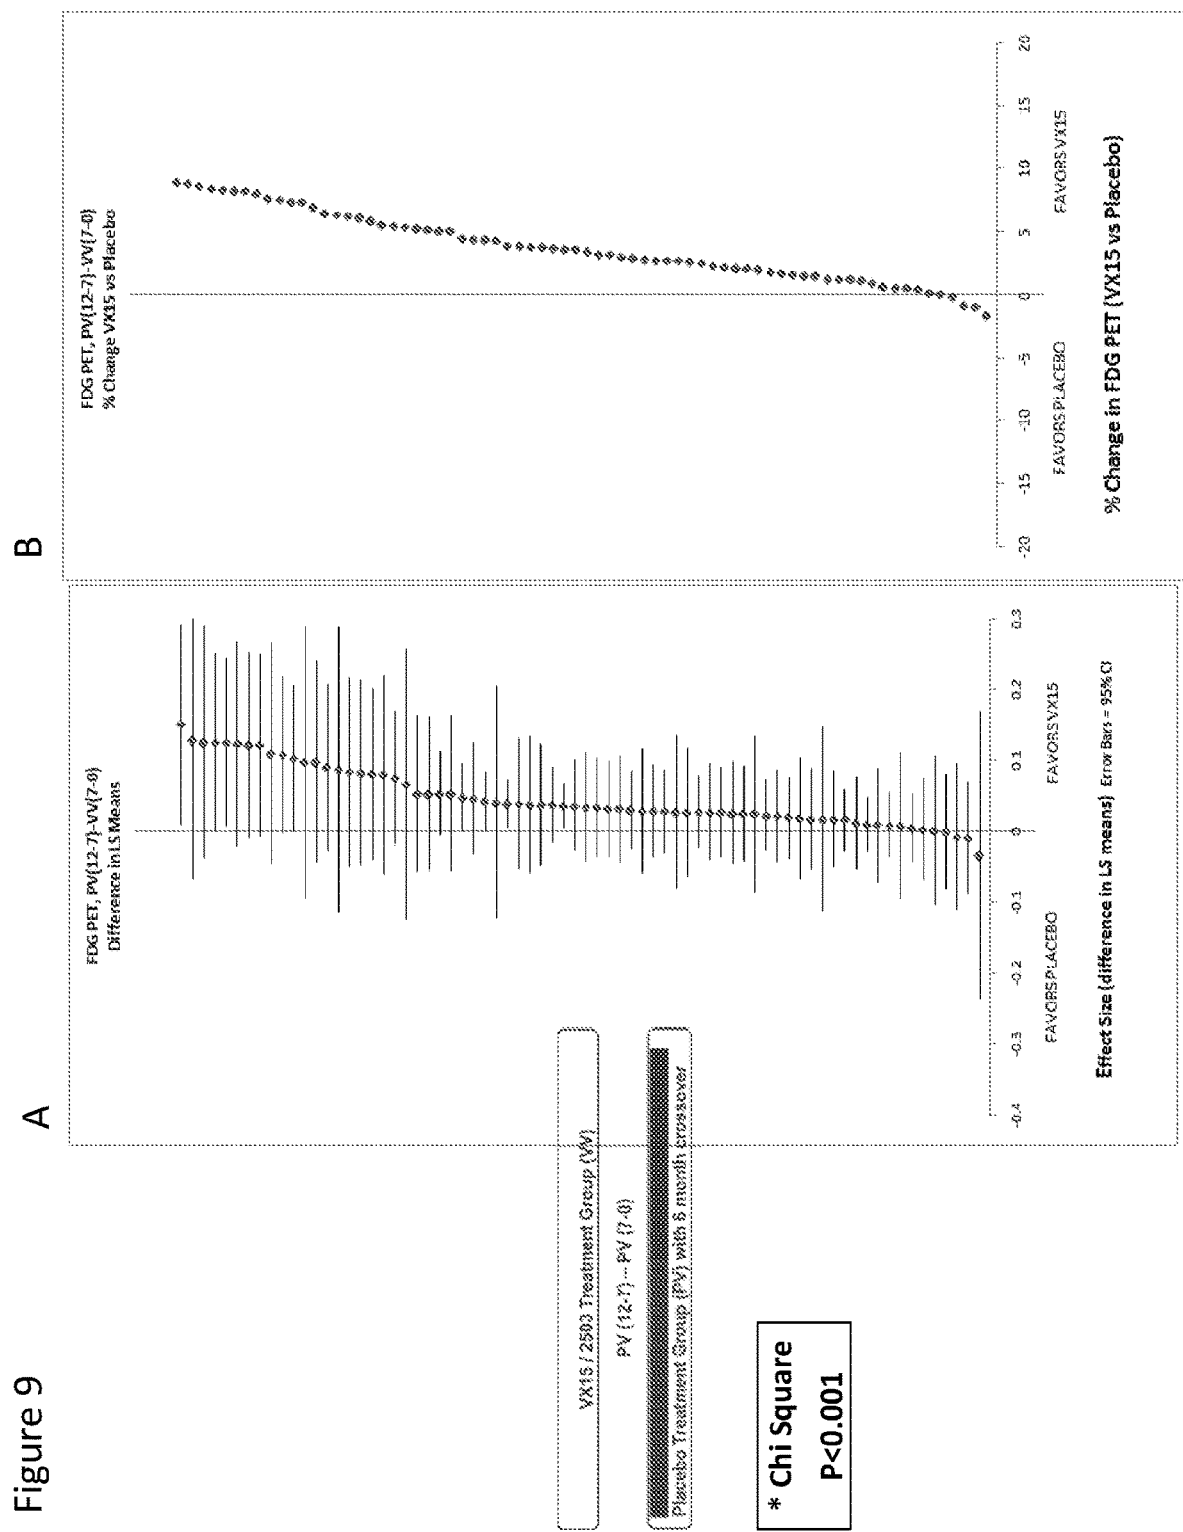 Figure 9
A
FDG PET, PV(12-7)-VV(7-0)
Difference in LS Means
-0.4
-0.3
-0.2
-0.1
0
0.1
0.2
0.3
FAVORS PLACEBO
FAVORS VX15
Effect Size (difference in LS means) Error Bars = 95% CI
VX15 / 2503 Treatment Group (VV)
PV (12-7) -- PV (7-0)
Placebo Treatment Group (PV) with 6 month crossover
* Chi Square
P<0.001
B
FDG PET, PV(12-7)-VV(7-0)
% Change VX15 vs Placebo
-20
-15
-10
-5
0
5
10
15
20
FAVORS PLACEBO
FAVORS VX15
% Change in FDG PET (VX15 vs Placebo)